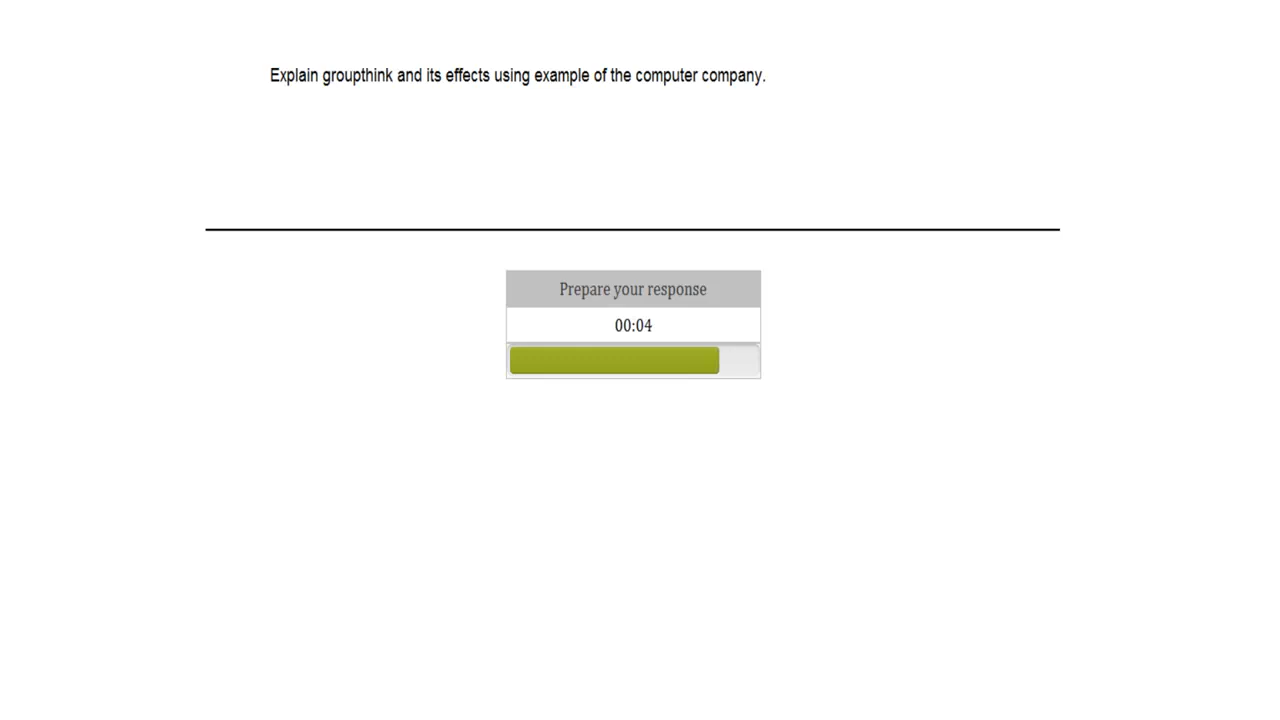 Explain groupthink and its effects using example of the computer company.
Prepare your response
00:04